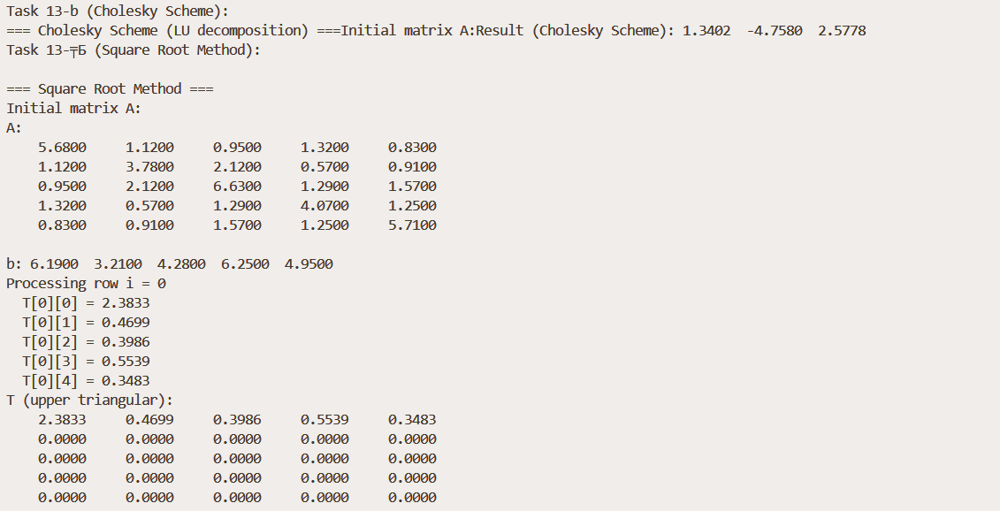 Task 13-b (Cholesky Scheme):
=== Cholesky Scheme (LU decomposition) ===Initial matrix A:Result (Cholesky Scheme): 1.3402  -4.7580  2.5778
Task 13-╤Б (Square Root Method):
=== Square Root Method ===
Initial matrix A:
A:
    5.6800     1.1200     0.9500     1.3200     0.8300
    1.1200     3.7800     2.1200     0.5700     0.9100
    0.9500     2.1200     6.6300     1.2900     1.5700
    1.3200     0.5700     1.2900     4.0700     1.2500
    0.8300     0.9100     1.5700     1.2500     5.7100
b: 6.1900  3.2100  4.2800  6.2500  4.9500
Processing row i = 0
  T[0][0] = 2.3833
  T[0][1] = 0.4699
  T[0][2] = 0.3986
  T[0][3] = 0.5539
  T[0][4] = 0.3483
T (upper triangular):
    2.3833     0.4699     0.3986     0.5539     0.3483
    0.0000     0.0000     0.0000     0.0000     0.0000
    0.0000     0.0000     0.0000     0.0000     0.0000
    0.0000     0.0000     0.0000     0.0000     0.0000
    0.0000     0.0000     0.0000     0.0000     0.0000